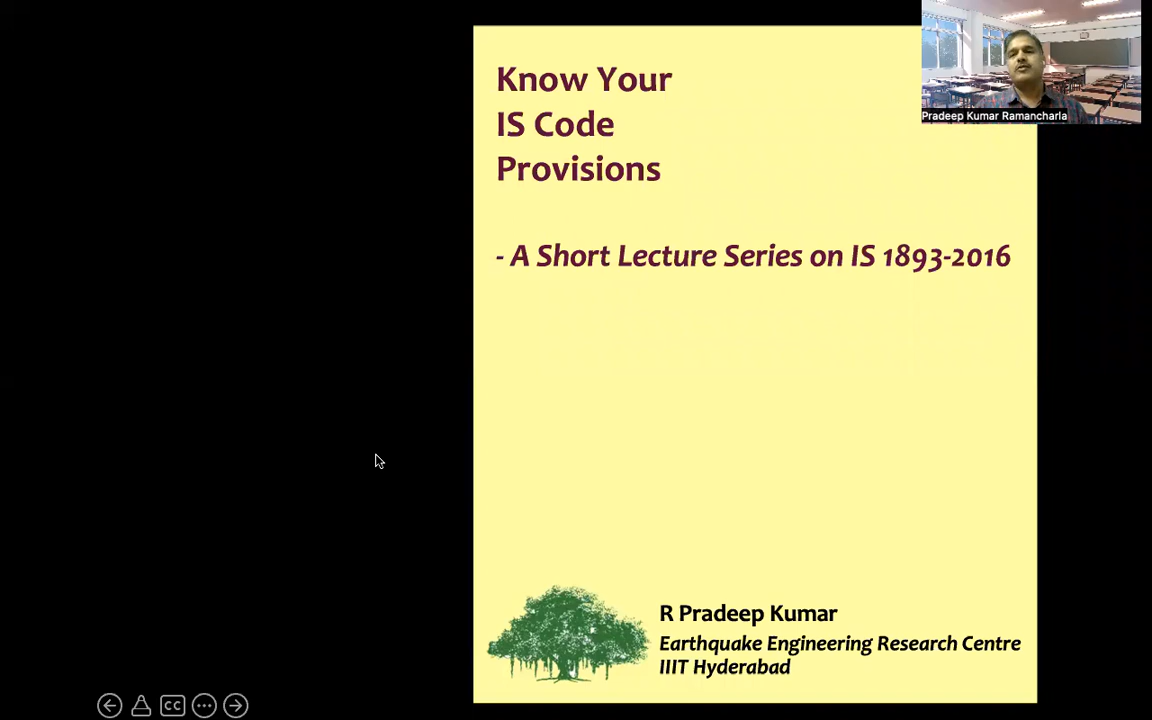 Know Your
IS Code
Provisions
- A Short Lecture Series on IS 1893-2016
Pradeep Kumar Ramancharla
R Pradeep Kumar
Earthquake Engineering Research Centre
IIIT Hyderabad
CC